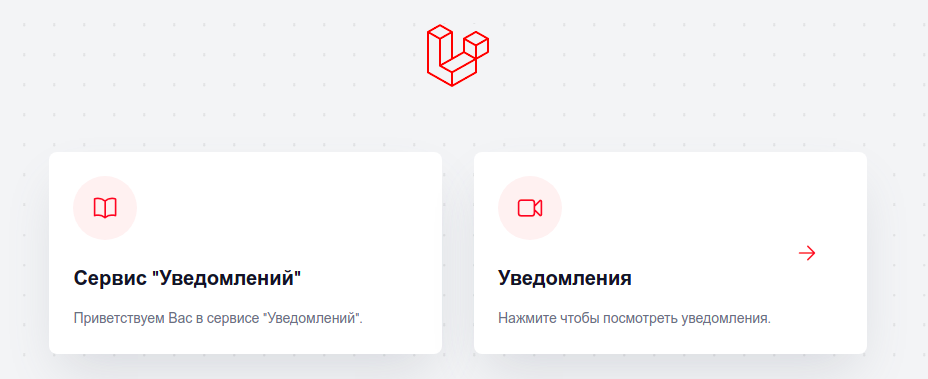 Сервис "Уведомлений"
Приветствуем Вас в сервисе "Уведомлений".
Уведомления
Нажмите чтобы посмотреть уведомления.